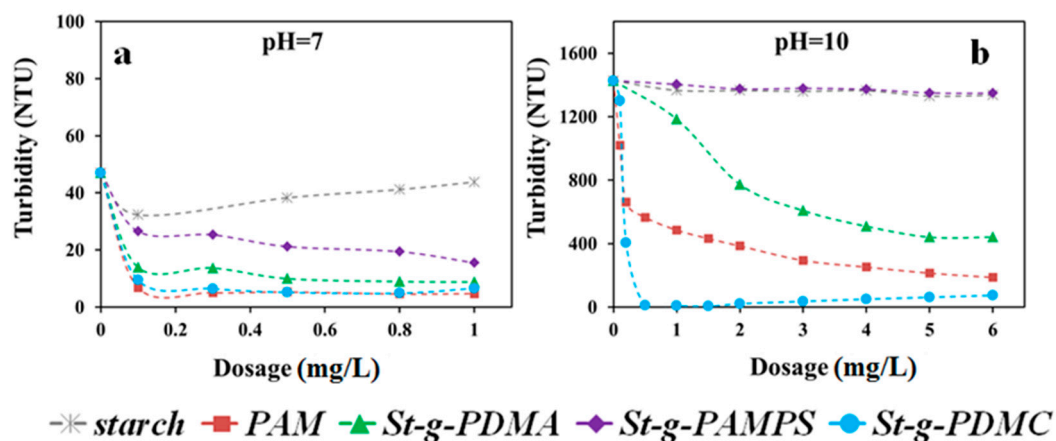 a
pH=7
Turbidity (NTU)
100
80
60
40
20
0
0 0.2 0.4 0.6 0.8 1
Dosage (mg/L)
pH=10
b
Turbidity (NTU)
1600
1200
800
400
0
0 1 2 3 4 5 6
Dosage (mg/L)
starch PAM St-g-PDMA St-g-PAMPS St-g-PDMC